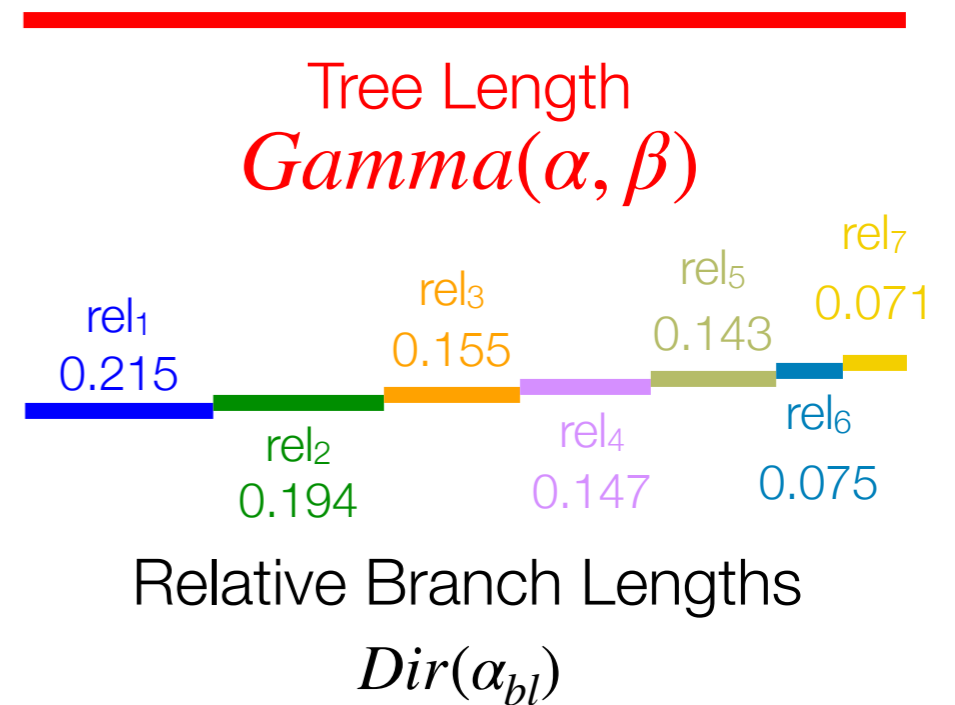 Tree Length
Gamma(α, β)
rel₁
0.215
rel₂
0.194
rel₃
0.155
rel₄
0.147
rel₅
0.143
rel₆
0.075
rel₇
0.071
Relative Branch Lengths
Dir(α_bl)